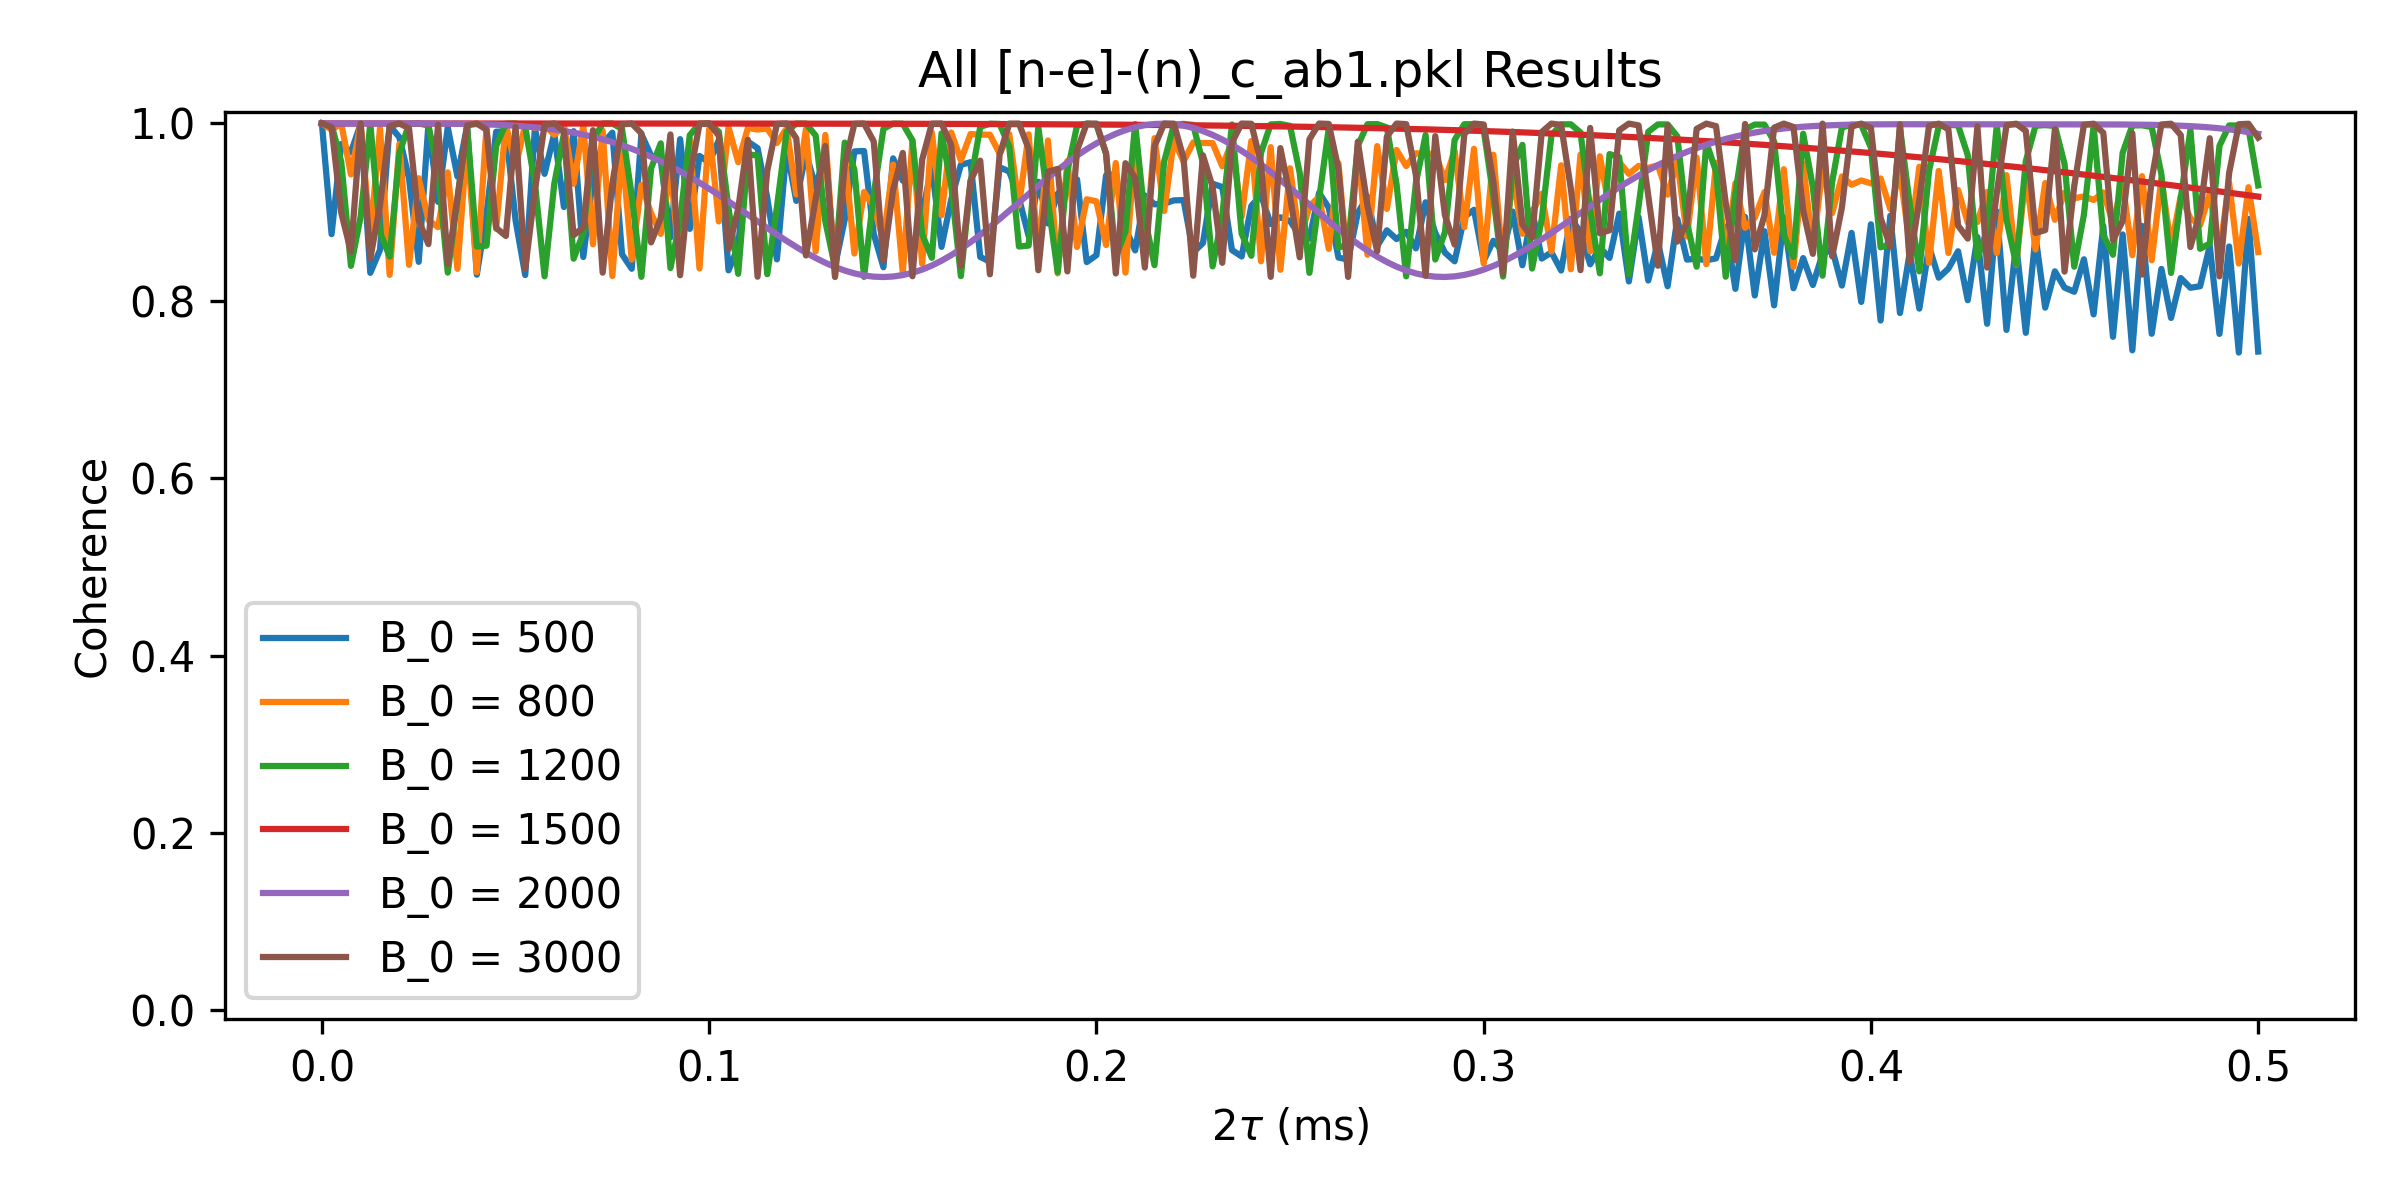 All [n-e]-(n)_c_ab1.pkl Results
1.0
0.8
0.6
0.4
0.2
0.0
Coherence
B_0 = 500
B_0 = 800
B_0 = 1200
B_0 = 1500
B_0 = 2000
B_0 = 3000
0.0 0.1 0.2 0.3 0.4 0.5
2τ (ms)